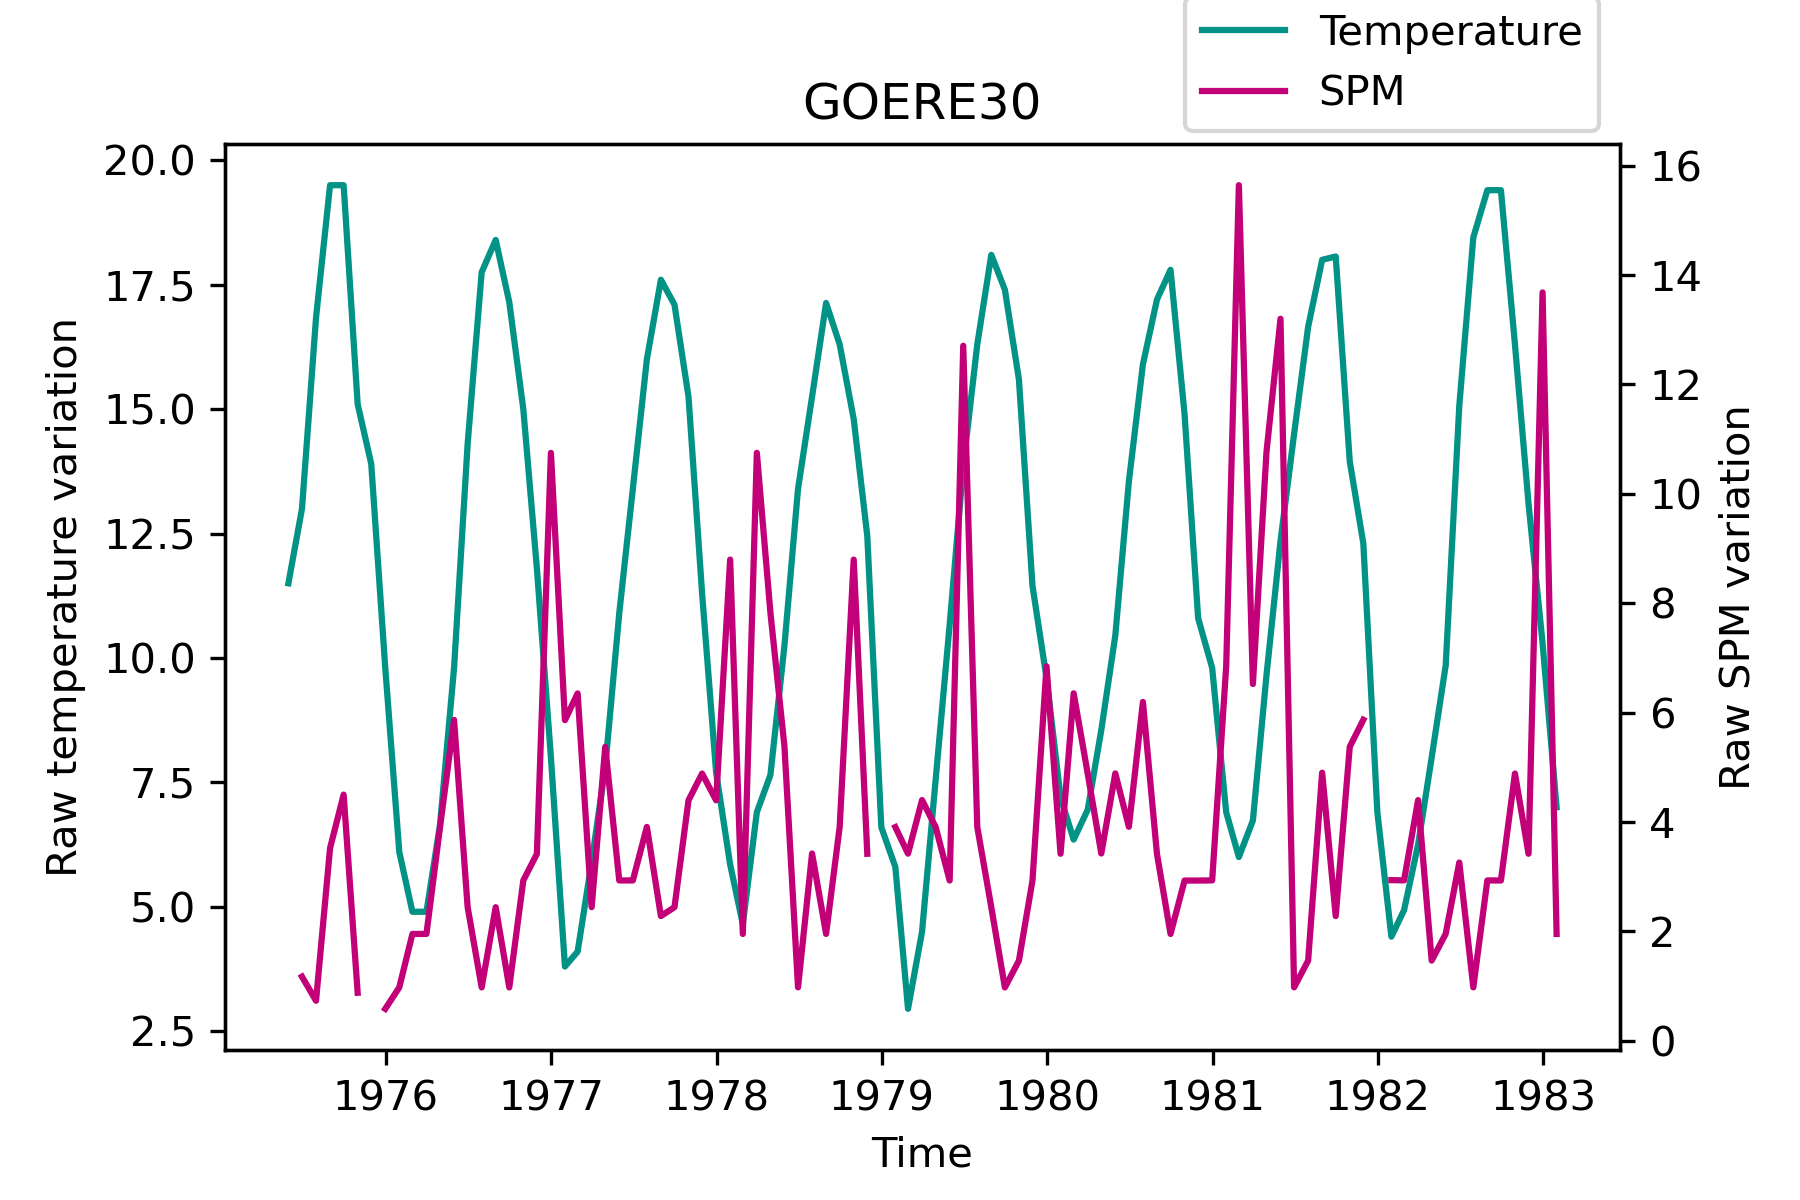 Temperature
SPM
GOERE30
20.0
17.5
15.0
12.5
10.0
7.5
5.0
2.5
Raw temperature variation
16
14
12
10
8
6
4
2
0
Raw SPM variation
1976 1977 1978 1979 1980 1981 1982 1983
Time